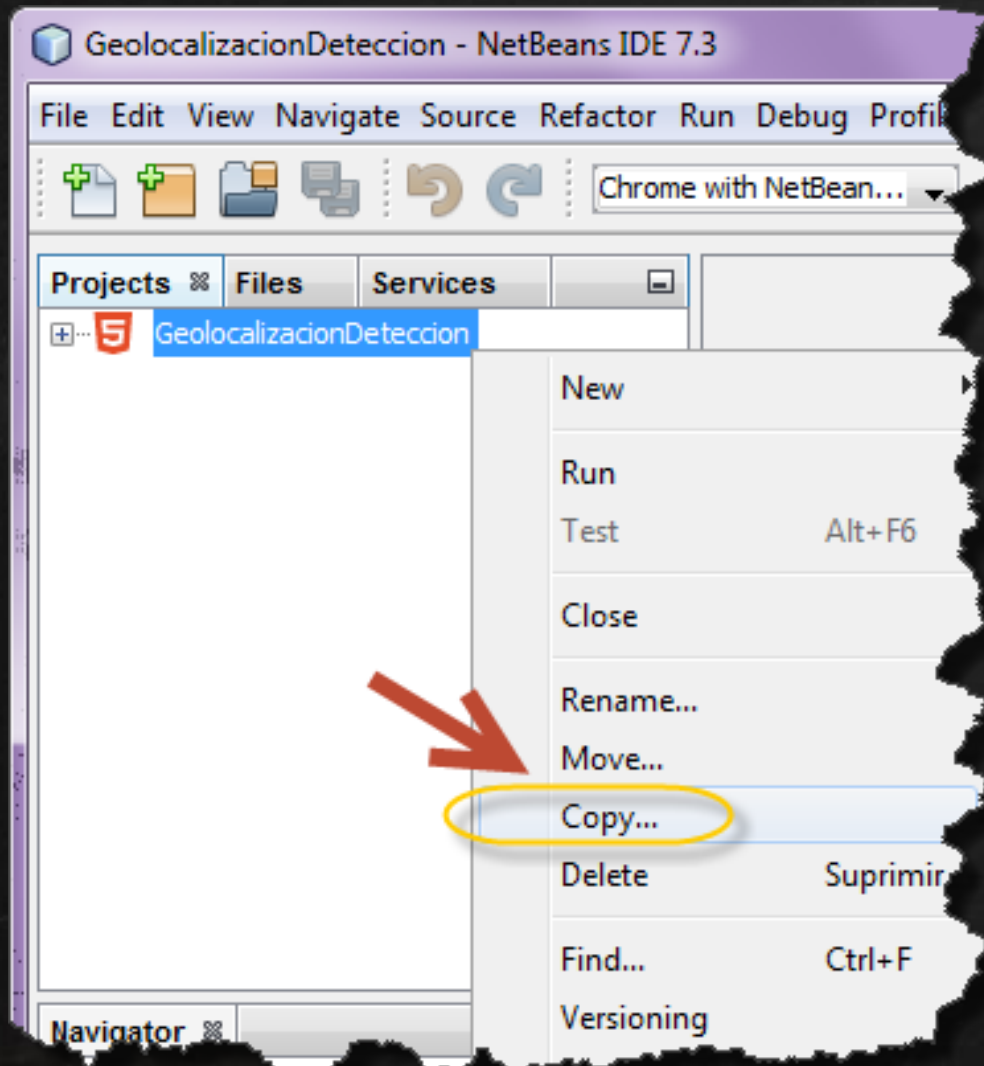 GeolocalizacionDeteccion - NetBeans IDE 7.3
File Edit View Navigate Source Refactor Run Debug
Chrome with NetBean...
Projects Files Services
5 GeolocalizacionDeteccion
New
Run
Test Alt+F6
Close
Rename...
Move...
Copy...
Delete Suprimir
Find... Ctrl+F
Versioning
Navigator